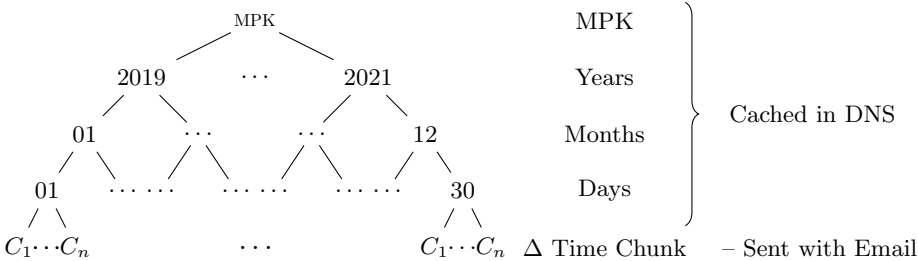 MPK MPK
2019 ⋯ 2021 Years
Cached in DNS
01 ⋯ ⋯ 12 Months
01 ⋯ ⋯ ⋯ ⋯ ⋯ ⋯ 30 Days
C₁⋯Cₙ ⋯ C₁⋯Cₙ Δ Time Chunk – Sent with Email